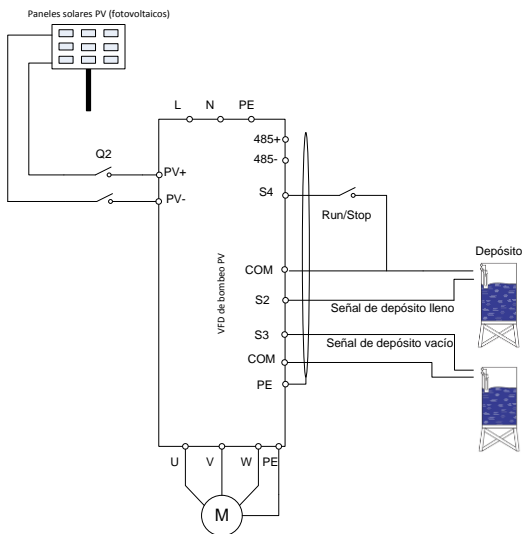 Paneles solares PV (fotovoltaicos)
L N PE
485+
485-
Q2
PV+
PV-
S4
Run/Stop
Depósito
COM
S2
Señal de depósito lleno
S3
Señal de depósito vacío
COM
PE
VFD de bombeo PV
U V W PE
M